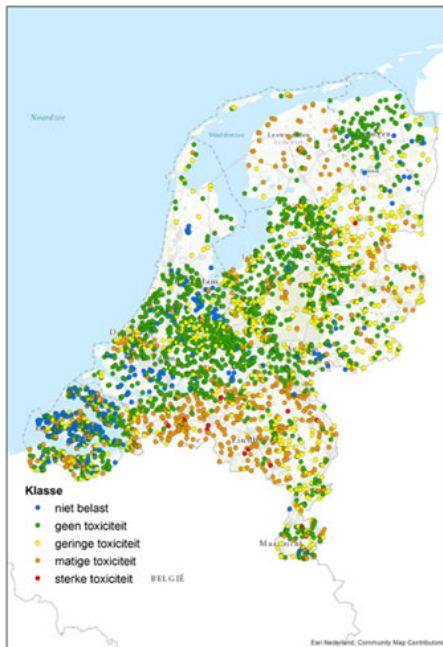 Noordzee
Waddenzee
Klasse
niet belast
geen toxiciteit
geringe toxiciteit
matige toxiciteit
sterke toxiciteit
BELGIË
Esri Nederland, Community Map Contributors